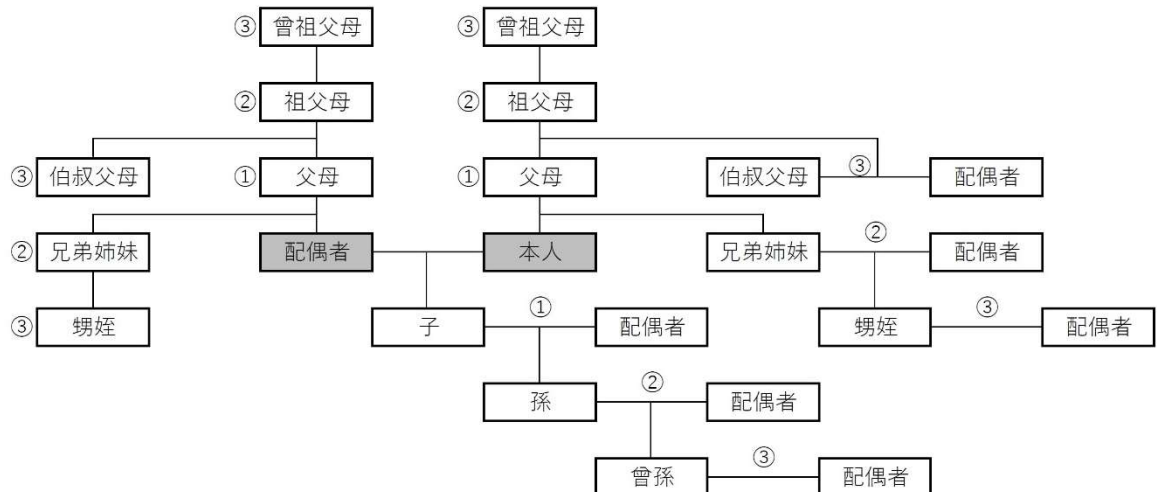 ③ 曾祖父母 ③ 曾祖父母
② 祖父母 ② 祖父母
③ 伯叔父母 ① 父母 ① 父母 伯叔父母 ③ 配偶者
② 兄弟姉妹 配偶者 本人 兄弟姉妹 ② 配偶者
③ 甥姪 子 ① 配偶者 甥姪 ③ 配偶者
孫 ② 配偶者
曾孫 ③ 配偶者